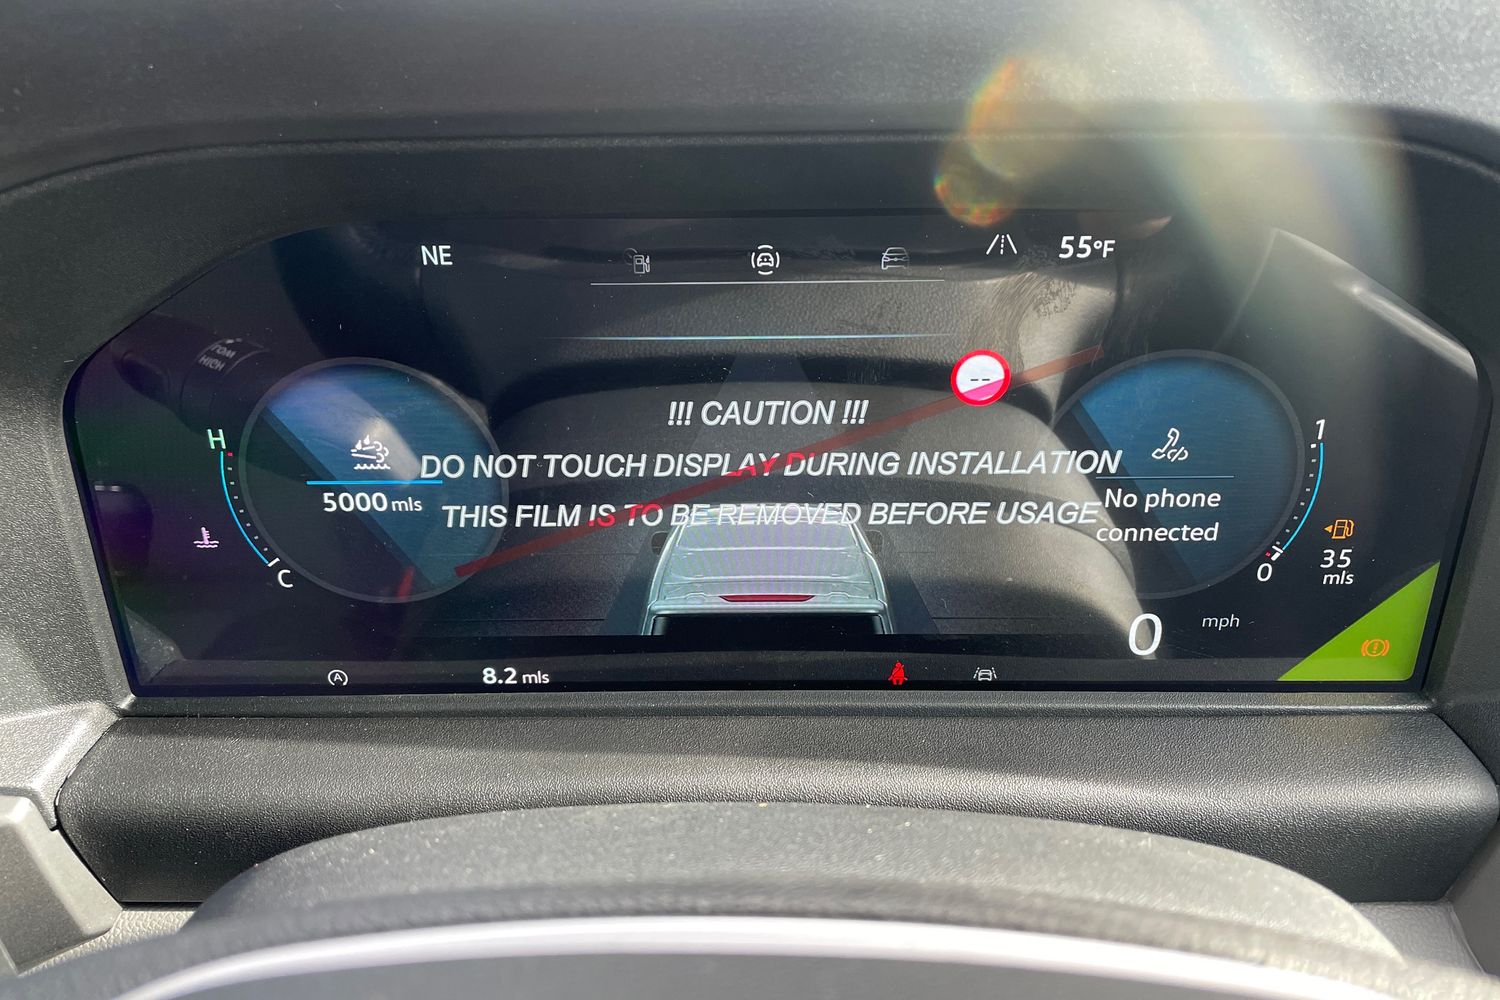 NE
55°F
!!! CAUTION !!!
DO NOT TOUCH DISPLAY DURING INSTALLATION
THIS FILM IS TO BE REMOVED BEFORE USAGE
--
H
C
5000 mls
No phone
connected
1
0
35
mls
0 mph
A
8.2 mls